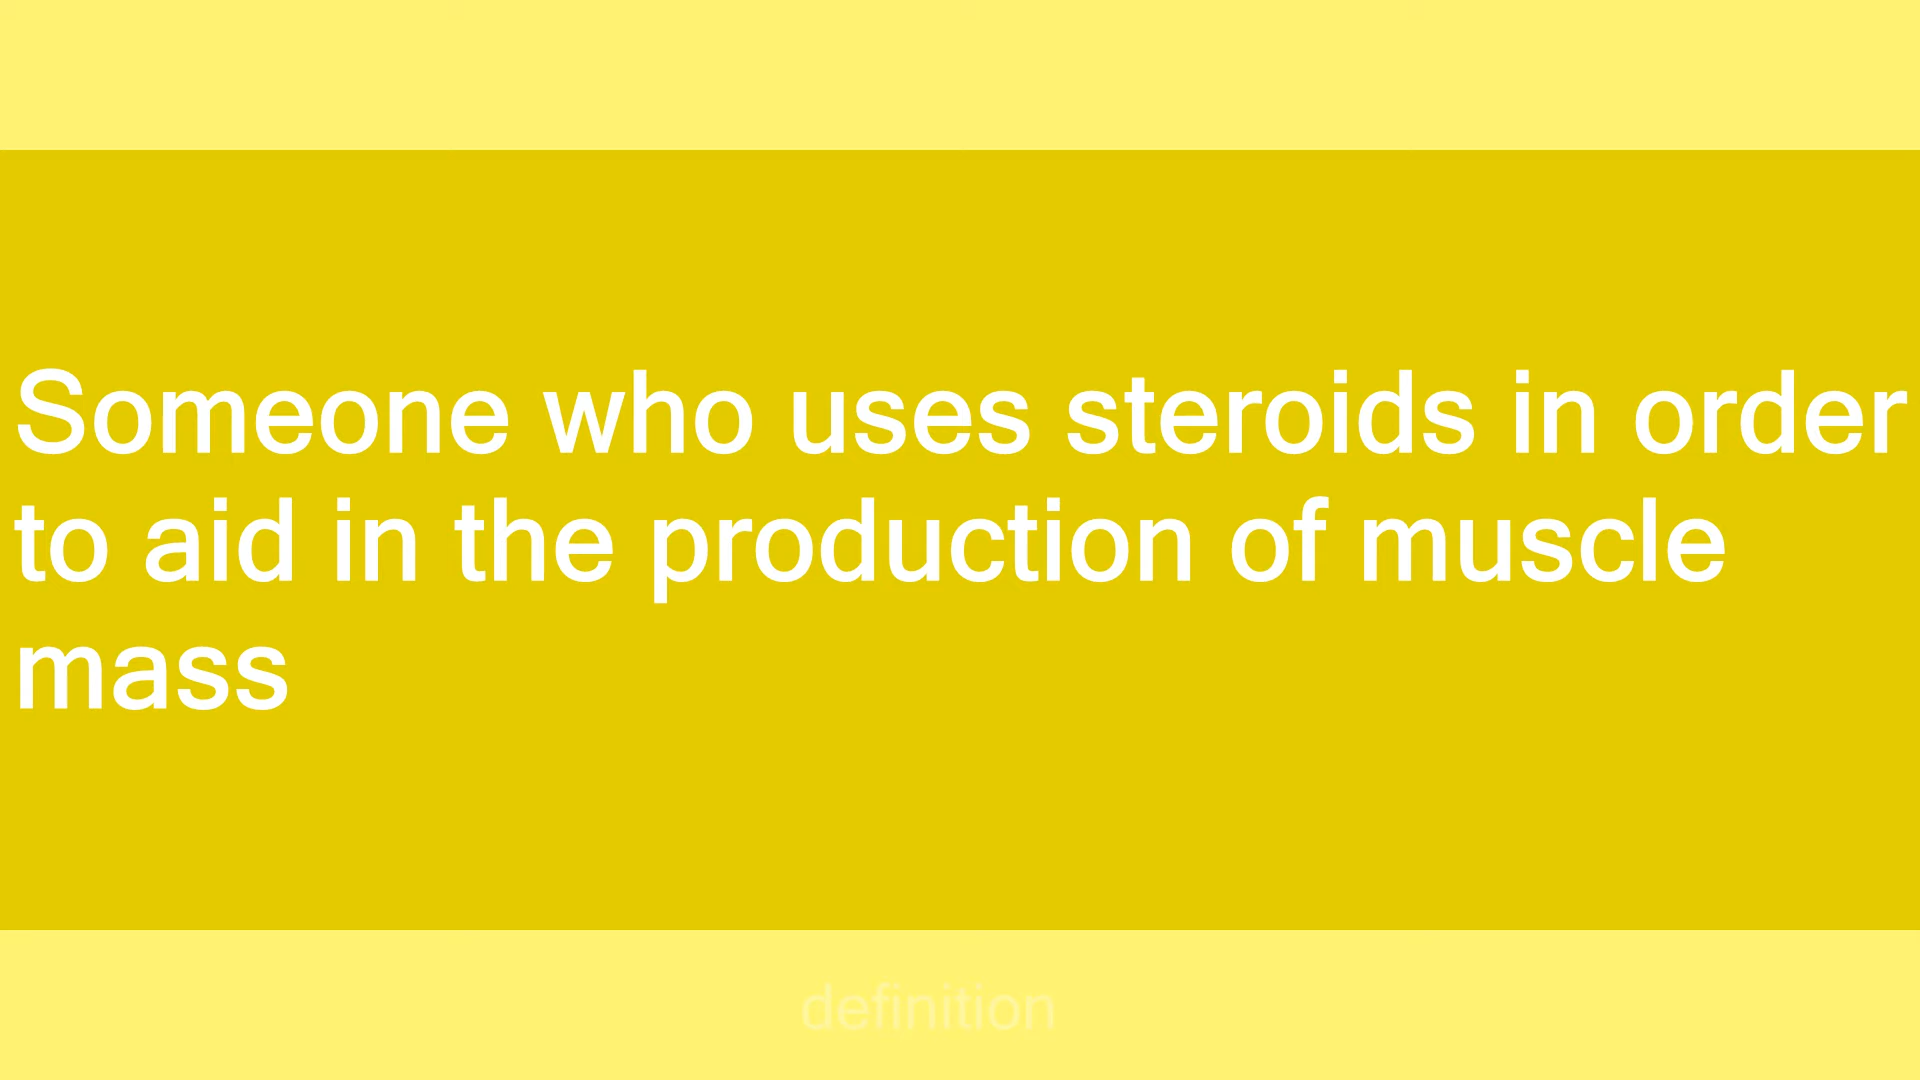 Someone who uses steroids in order
to aid in the production of muscle
mass
definition